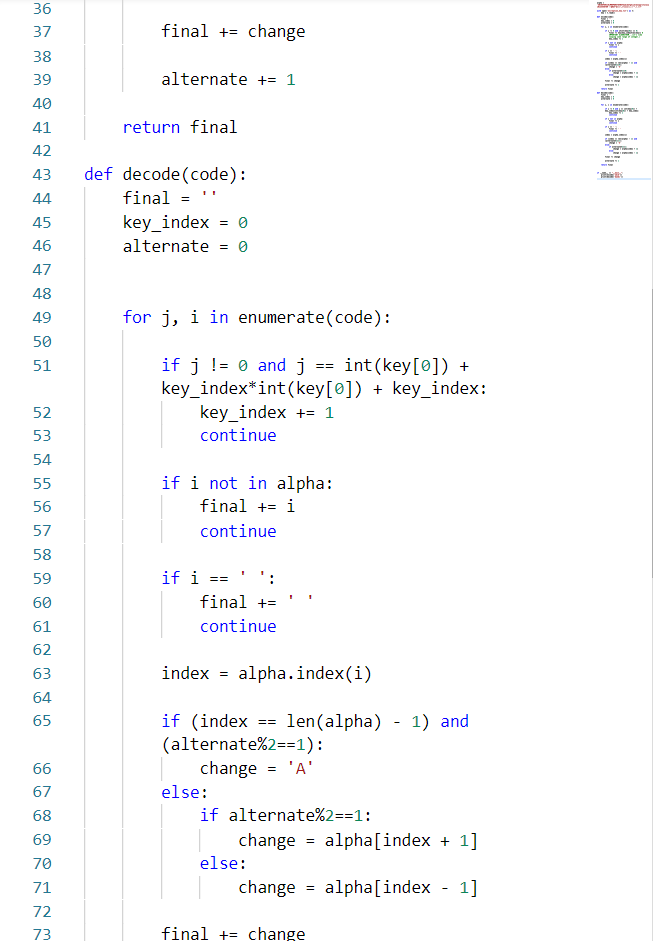 36
37 final += change
38
39 alternate += 1
40
41 return final
42
43 def decode(code):
44 final = ''
45 key_index = 0
46 alternate = 0
47
48
49 for j, i in enumerate(code):
50
51 if j != 0 and j == int(key[0]) +
key_index*int(key[0]) + key_index:
52 key_index += 1
53 continue
54
55 if i not in alpha:
56 final += i
57 continue
58
59 if i == ' ':
60 final += ' '
61 continue
62
63 index = alpha.index(i)
64
65 if (index == len(alpha) - 1) and
(alternate%2==1):
66 change = 'A'
67 else:
68 if alternate%2==1:
69 change = alpha[index + 1]
70 else:
71 change = alpha[index - 1]
72
73 final += change